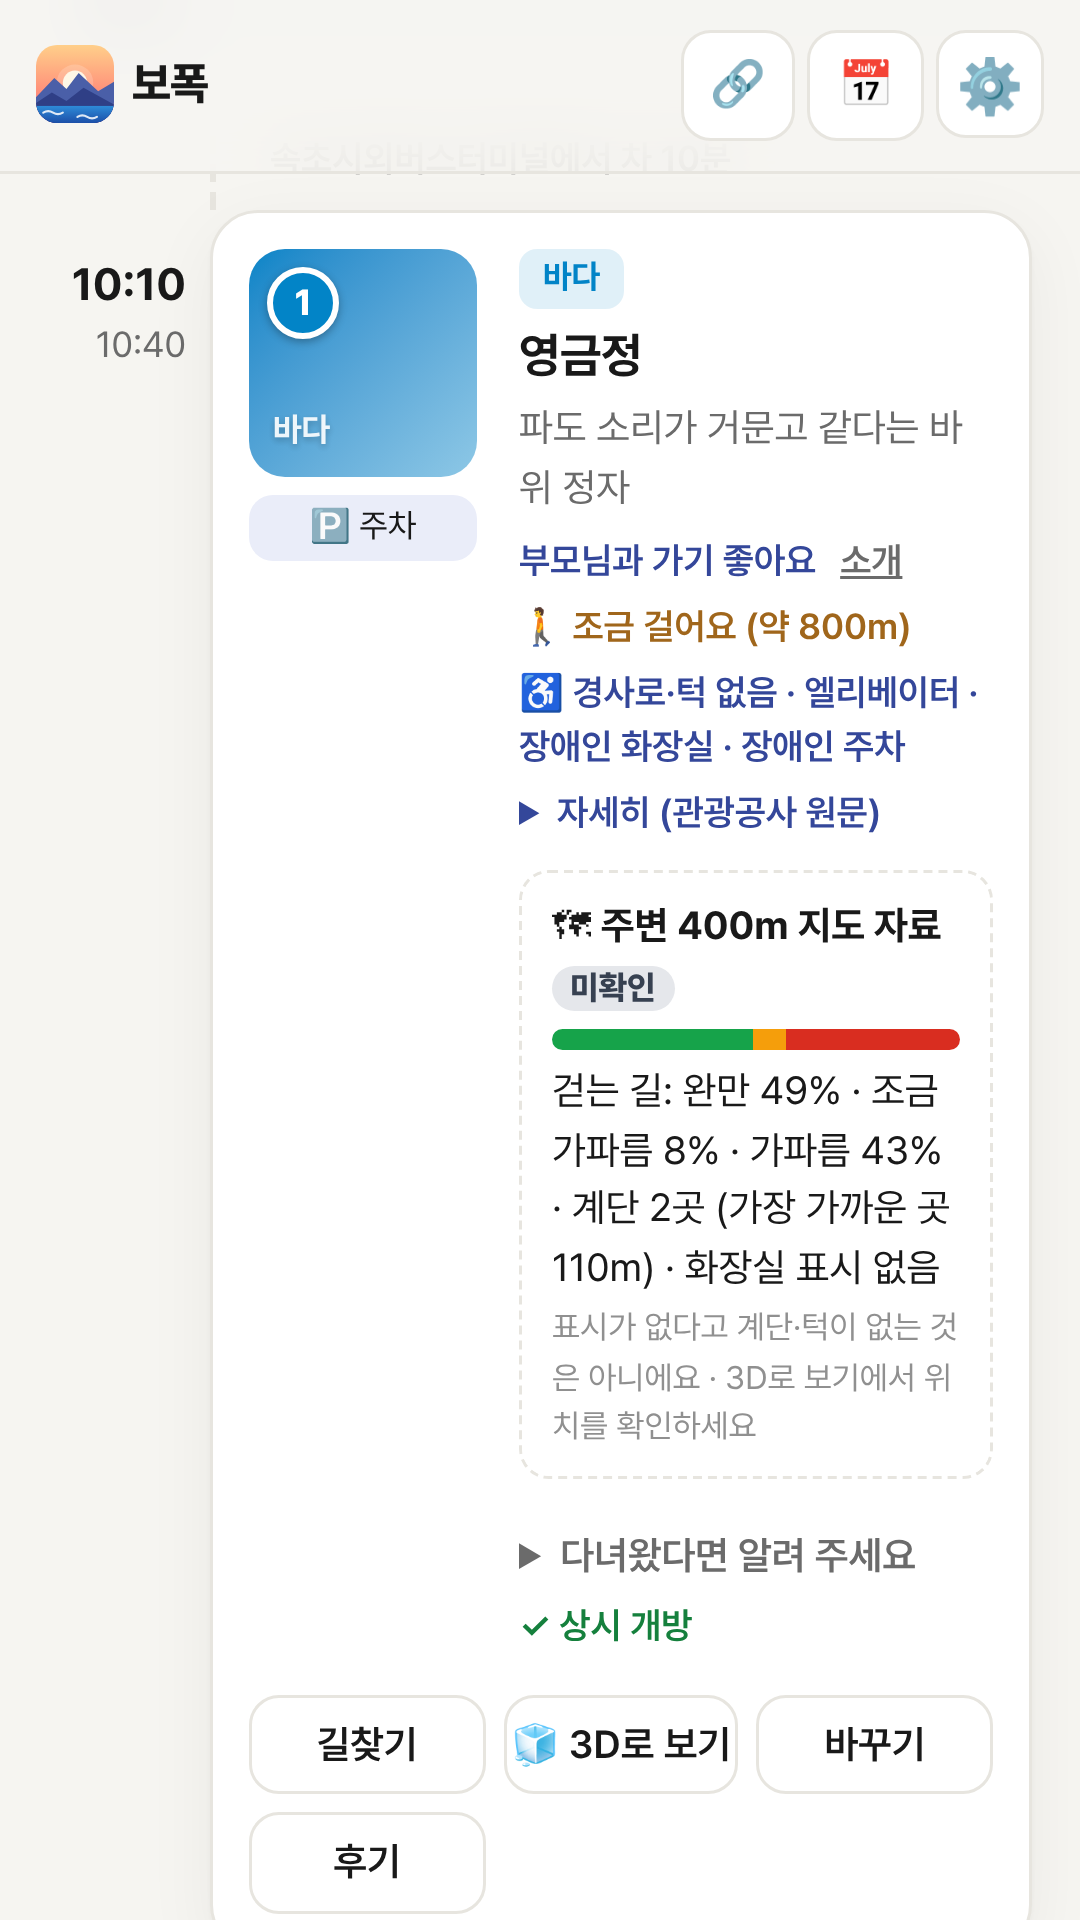 보폭
July
17
속초시외버스터미널에서 차 10분
10:10
10:40
1
바다
P 주차
바다
영금정
파도 소리가 거문고 같다는 바
위 정자
부모님과 가기 좋아요 소개
조금 걸어요 (약 800m)
경사로·턱 없음 · 엘리베이터 ·
장애인 화장실 · 장애인 주차
▶ 자세히 (관광공사 원문)
주변 400m 지도 자료
미확인
걷는 길: 완만 49% · 조금
가파름 8% · 가파름 43%
· 계단 2곳 (가장 가까운 곳
110m) · 화장실 표시 없음
표시가 없다고 계단·턱이 없는 것
은 아니에요 · 3D로 보기에서 위
치를 확인하세요
▶ 다녀왔다면 알려 주세요
✓ 상시 개방
길찾기
3D로 보기
바꾸기
후기